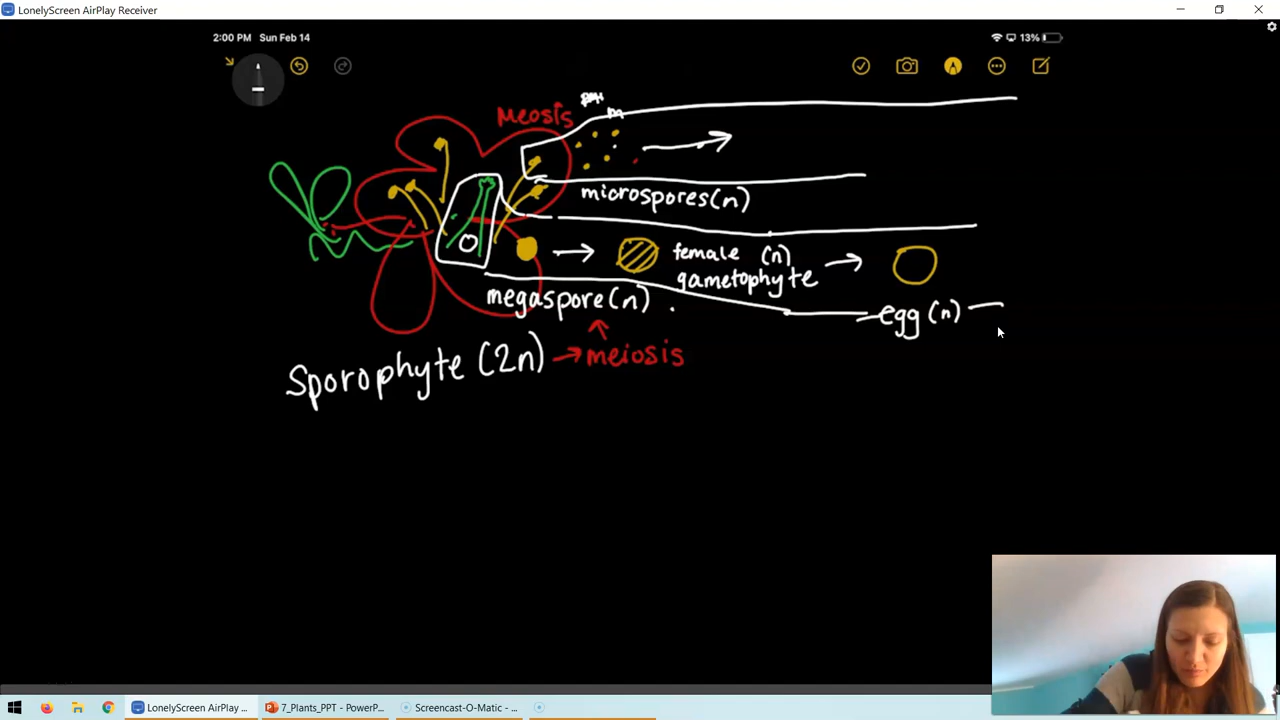 LonelyScreen AirPlay Receiver
2:00 PM Sun Feb 14
13%
Meosis
m
microspores(n)
female (n)
gametophyte
megaspore(n)
egg (n)
Sporophyte (2n) → meiosis
LonelyScreen AirPl...
7_Plants_PPT - PowerP...
Screencast-O-Matic - ...